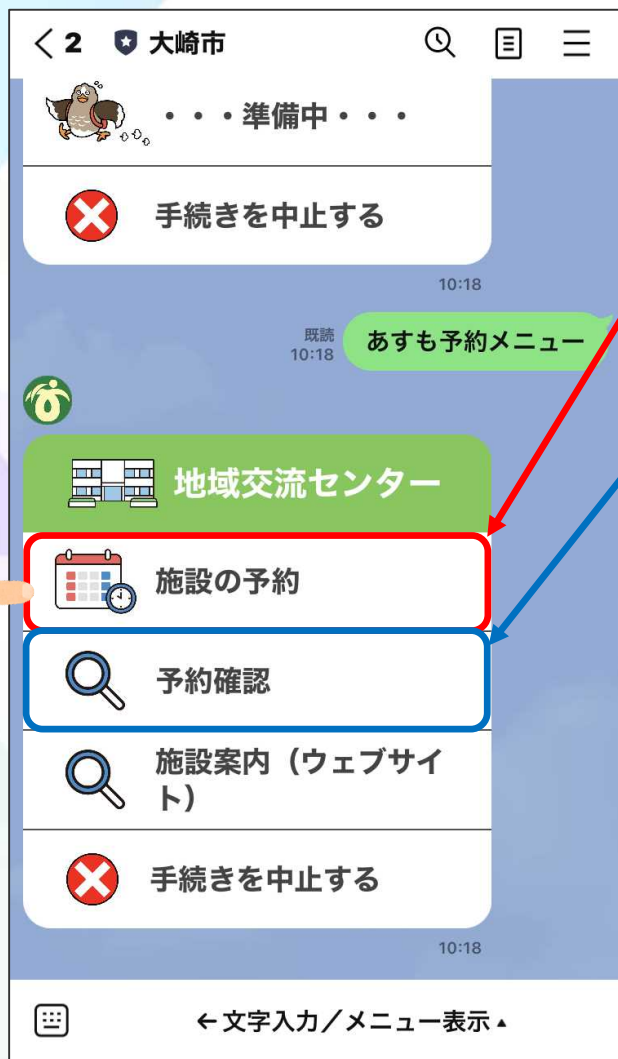 2 大崎市
・・・準備中・・・
手続きを中止する
10:18
既読
10:18
あすも予約メニュー
地域交流センター
施設の予約
予約確認
施設案内（ウェブサイ
ト）
手続きを中止する
10:18
←文字入力／メニュー表示▲